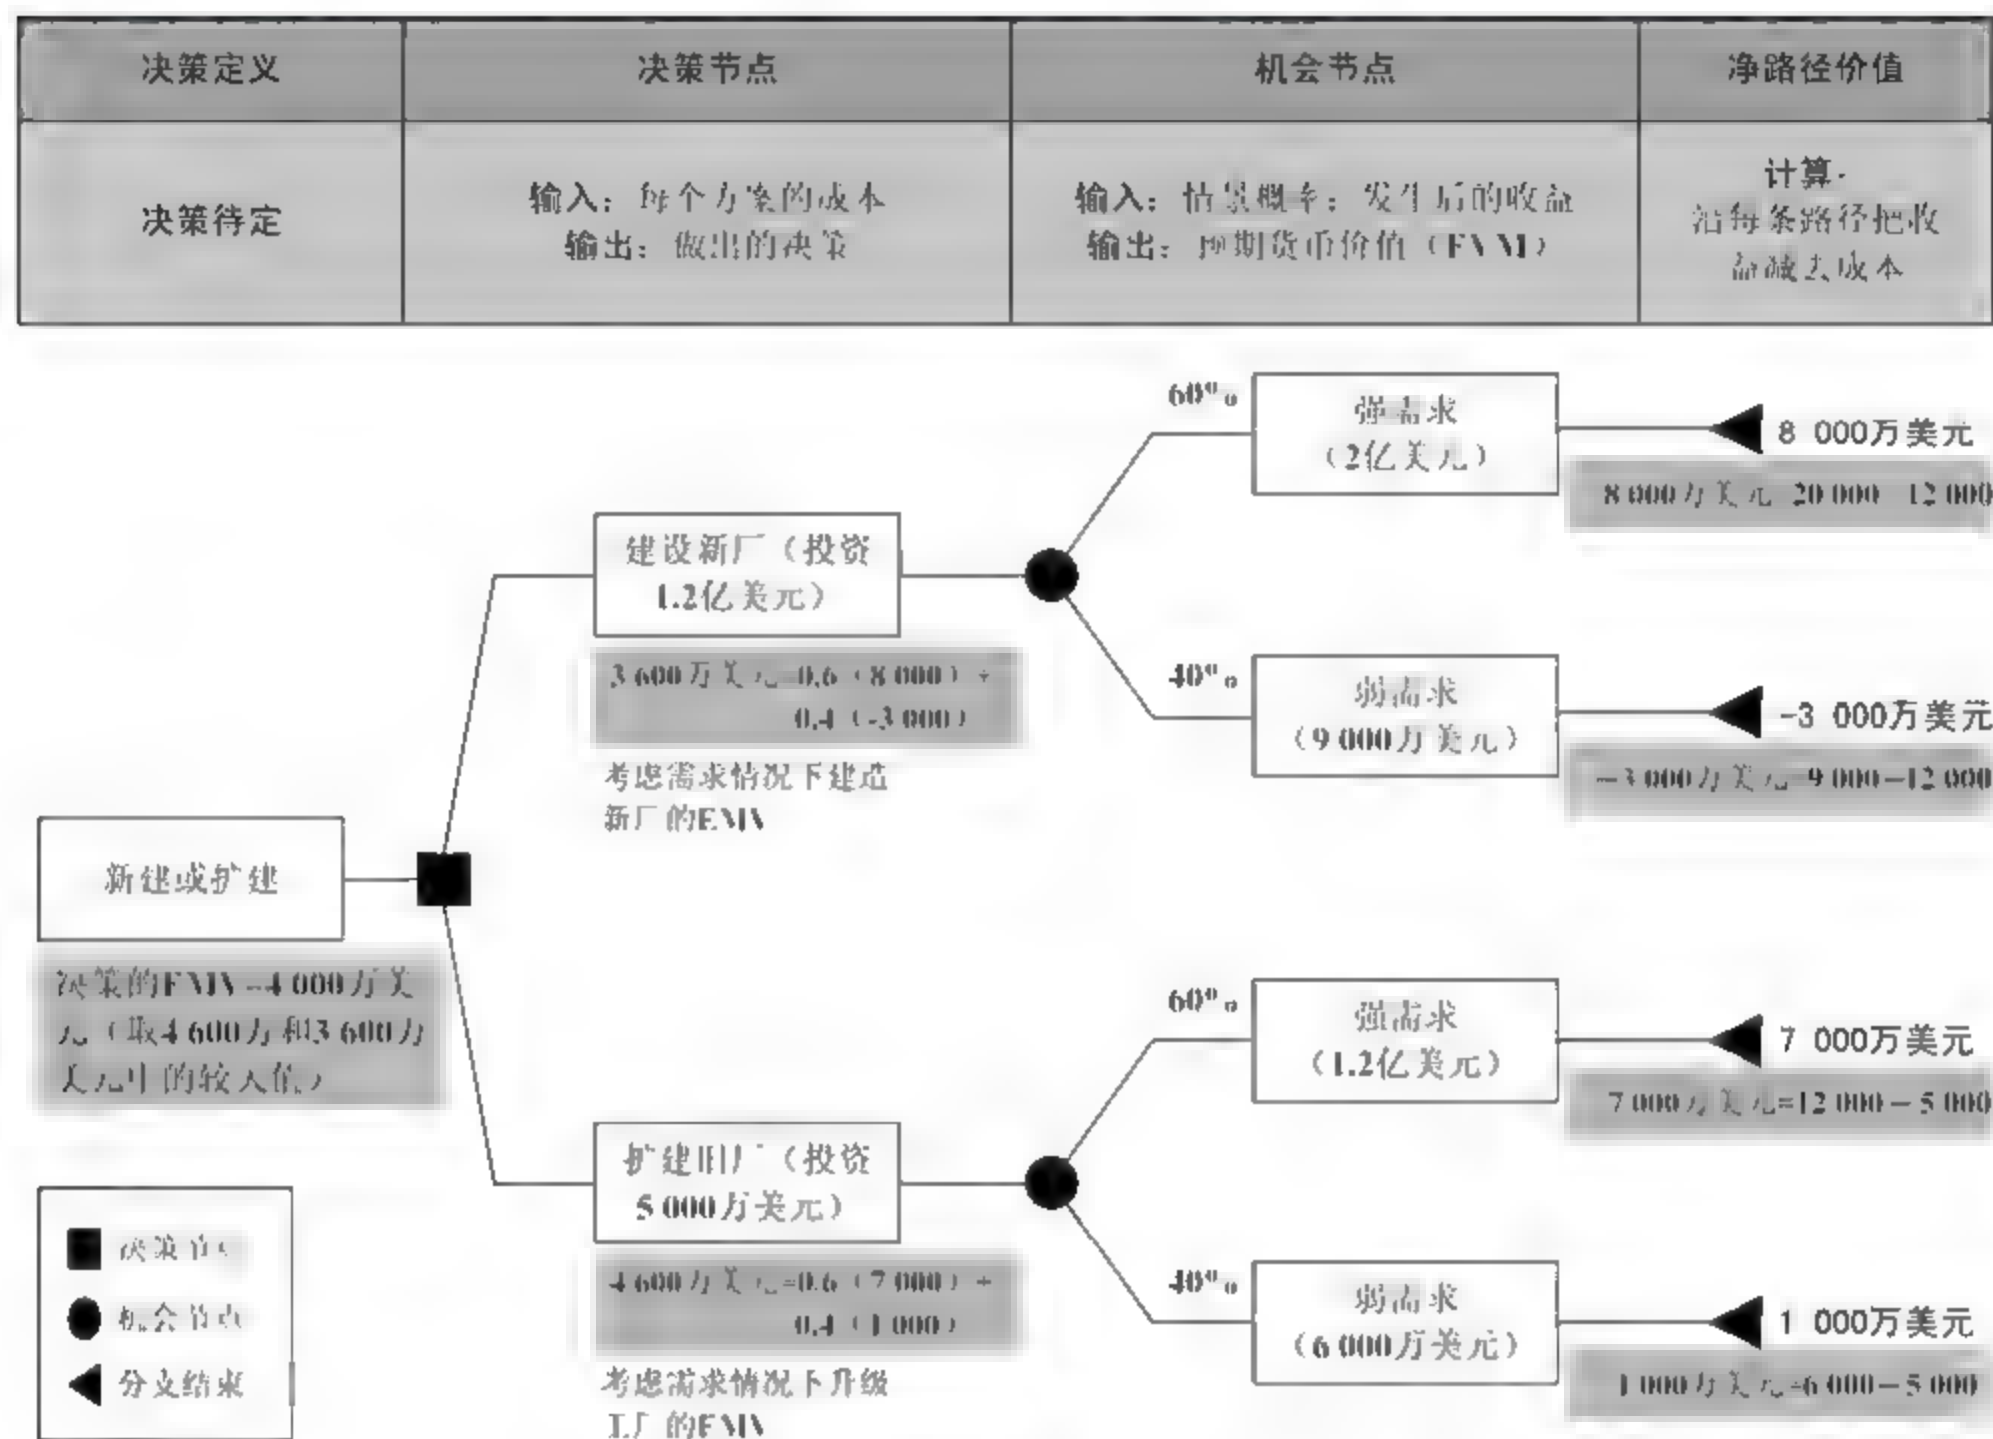 决策定义
决策节点
机会节点
净路径价值
决策待定
输入：每个方案的成本
输出：做出的决策
输入：情景概率；发生后的收益
输出：预期货币价值（EVM）
计算：
沿每条路径把收
益减去成本
60%
强需求
（2亿美元）
8 000万美元
8 000万美元=20 000－12 000
建设新厂（投资
1.2亿美元）
3 600万美元=0.6（8 000）+
0.4（-3 000）
考虑需求情况下建造
新厂的EMV
40%
弱需求
（9 000万美元）
-3 000万美元
－3 000万美元=9 000－12 000
新建或扩建
决策的EMV=4 000万美
元（取4 600万和3 600万
美元中的较大值）
60%
强需求
（1.2亿美元）
7 000万美元
7 000万美元=12 000－5 000
扩建旧厂（投资
5 000万美元）
4 600万美元=0.6（7 000）+
0.4（1 000）
考虑需求情况下升级
工厂的EMV
40%
弱需求
（6 000万美元）
1 000万美元
1 000万美元=6 000－5 000
决策节点
机会节点
分支结束